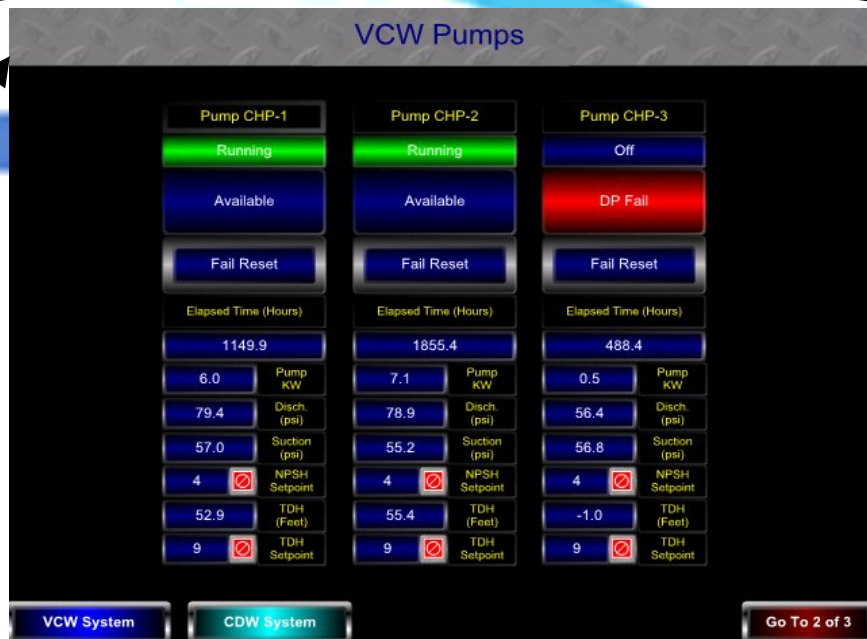 VCW Pumps
Pump CHP-1 Pump CHP-2 Pump CHP-3
Running Running Off
Available Available DP Fail
Fail Reset Fail Reset Fail Reset
Elapsed Time (Hours) Elapsed Time (Hours) Elapsed Time (Hours)
1149.9 1855.4 488.4
6.0 Pump KW 7.1 Pump KW 0.5 Pump KW
79.4 Disch. (psi) 78.9 Disch. (psi) 56.4 Disch. (psi)
57.0 Suction (psi) 55.2 Suction (psi) 56.8 Suction (psi)
4 NPSH Setpoint 4 NPSH Setpoint 4 NPSH Setpoint
52.9 TDH (Feet) 55.4 TDH (Feet) -1.0 TDH (Feet)
9 TDH Setpoint 9 TDH Setpoint 9 TDH Setpoint
VCW System CDW System Go To 2 of 3